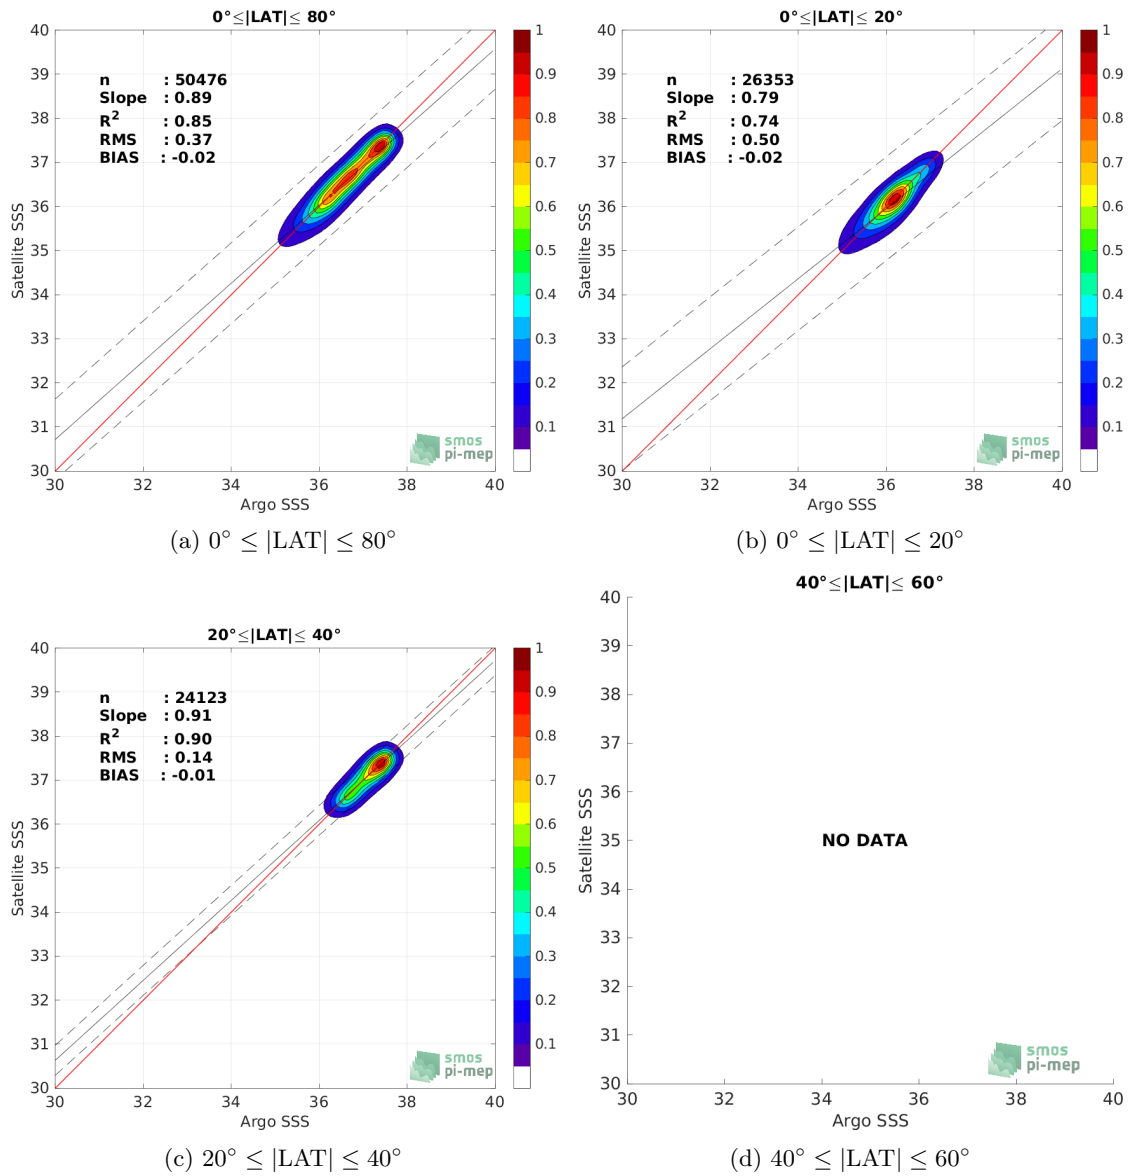 0°≤|LAT|≤ 80°
40
39
38
37
36
35
34
33
32
31
30
Satellite SSS
n : 50476
Slope : 0.89
R² : 0.85
RMS : 0.37
BIAS : -0.02
smos
pi-mep
30 32 34 36 38 40
Argo SSS
1
0.9
0.8
0.7
0.6
0.5
0.4
0.3
0.2
0.1
(a) 0° ≤ |LAT| ≤ 80°
0°≤|LAT|≤ 20°
40
39
38
37
36
35
34
33
32
31
30
Satellite SSS
n : 26353
Slope : 0.79
R² : 0.74
RMS : 0.50
BIAS : -0.02
smos
pi-mep
30 32 34 36 38 40
Argo SSS
1
0.9
0.8
0.7
0.6
0.5
0.4
0.3
0.2
0.1
(b) 0° ≤ |LAT| ≤ 20°
20°≤|LAT|≤ 40°
40
39
38
37
36
35
34
33
32
31
30
Satellite SSS
n : 24123
Slope : 0.91
R² : 0.90
RMS : 0.14
BIAS : -0.01
smos
pi-mep
30 32 34 36 38 40
Argo SSS
1
0.9
0.8
0.7
0.6
0.5
0.4
0.3
0.2
0.1
(c) 20° ≤ |LAT| ≤ 40°
40°≤|LAT|≤ 60°
40
39
38
37
36
35
34
33
32
31
30
Satellite SSS
NO DATA
smos
pi-mep
30 32 34 36 38 40
Argo SSS
(d) 40° ≤ |LAT| ≤ 60°